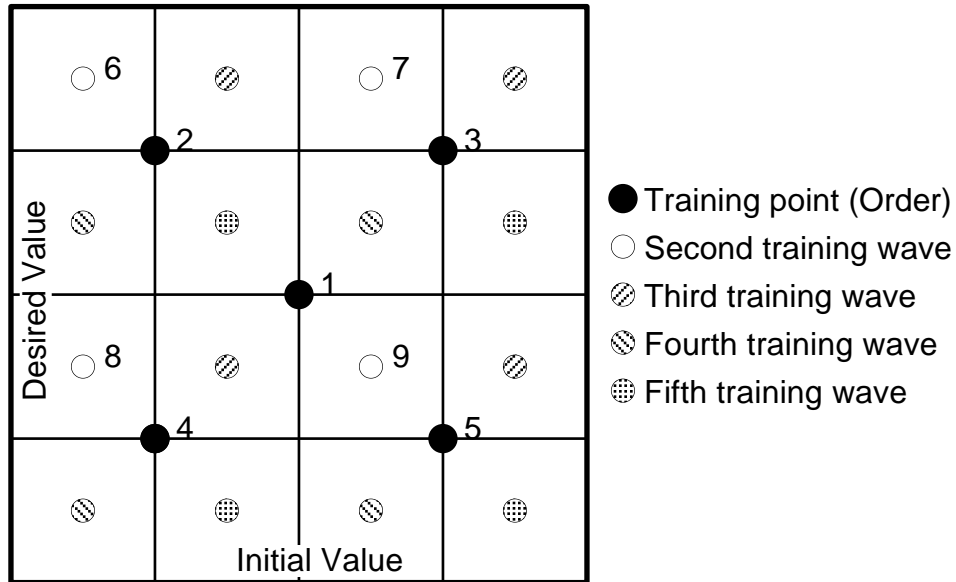 6
7
2
3
Desired Value
1
8
9
4
5
Initial Value
Training point (Order)
Second training wave
Third training wave
Fourth training wave
Fifth training wave